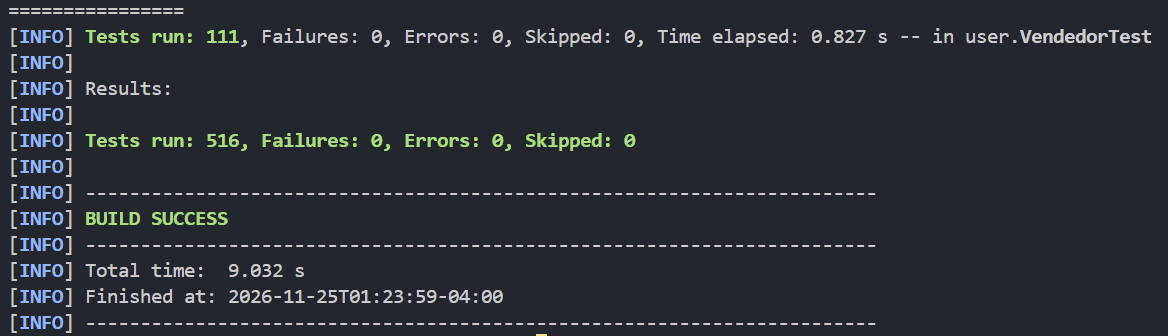 ================
[INFO] Tests run: 111, Failures: 0, Errors: 0, Skipped: 0, Time elapsed: 0.827 s -- in user.VendedorTest
[INFO]
[INFO] Results:
[INFO]
[INFO] Tests run: 516, Failures: 0, Errors: 0, Skipped: 0
[INFO]
[INFO] ------------------------------------------------------------------------
[INFO] BUILD SUCCESS
[INFO] ------------------------------------------------------------------------
[INFO] Total time:  9.032 s
[INFO] Finished at: 2026-11-25T01:23:59-04:00
[INFO] ------------------------------------------------------------------------